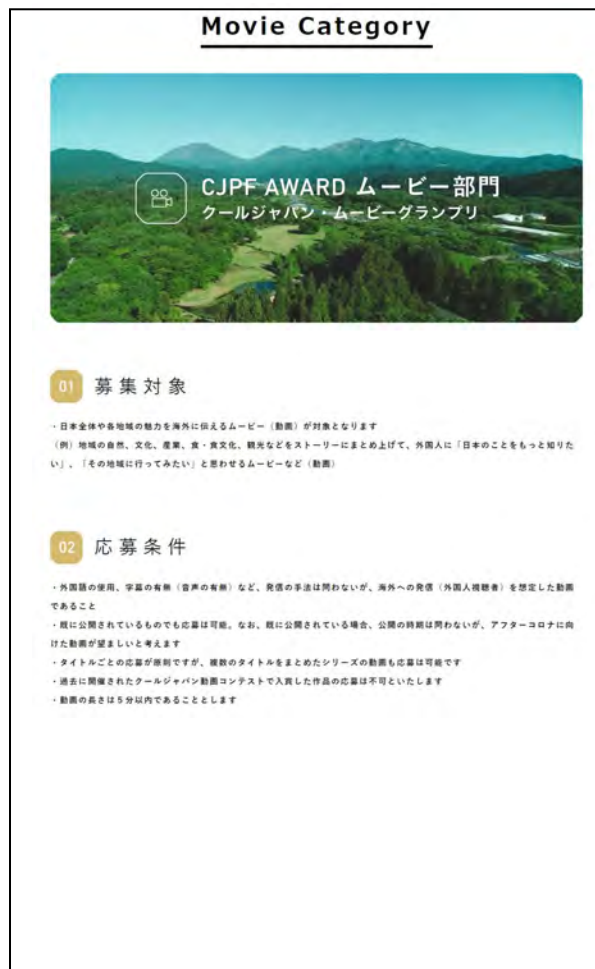 Movie Category
CJPF AWARD ムービー部門
クールジャパン・ムービーグランプリ
01 募集対象
・日本全体や各地域の魅力を海外に伝えるムービー（動画）が対象となります
（例）地域の自然、文化、産業、食・食文化、観光などをストーリーにまとめ上げて、外国人に「日本のことをもっと知りた
い」、「その地域に行ってみたい」と思わせるムービーなど（動画）
02 応募条件
・外国語の使用、字幕の有無（音声の有無）など、発信の手法は問わないが、海外への発信（外国人視聴者）を想定した動画
であること
・既に公開されているものでも応募は可能。なお、既に公開されている場合、公開の時期は問わないが、アフターコロナに向
けた動画が望ましいと考えます
・タイトルごとの応募が原則ですが、複数のタイトルをまとめたシリーズの動画も応募は可能です
・過去に開催されたクールジャパン動画コンテストで入賞した作品の応募は不可といたします
・動画の長さは５分以内であることとします